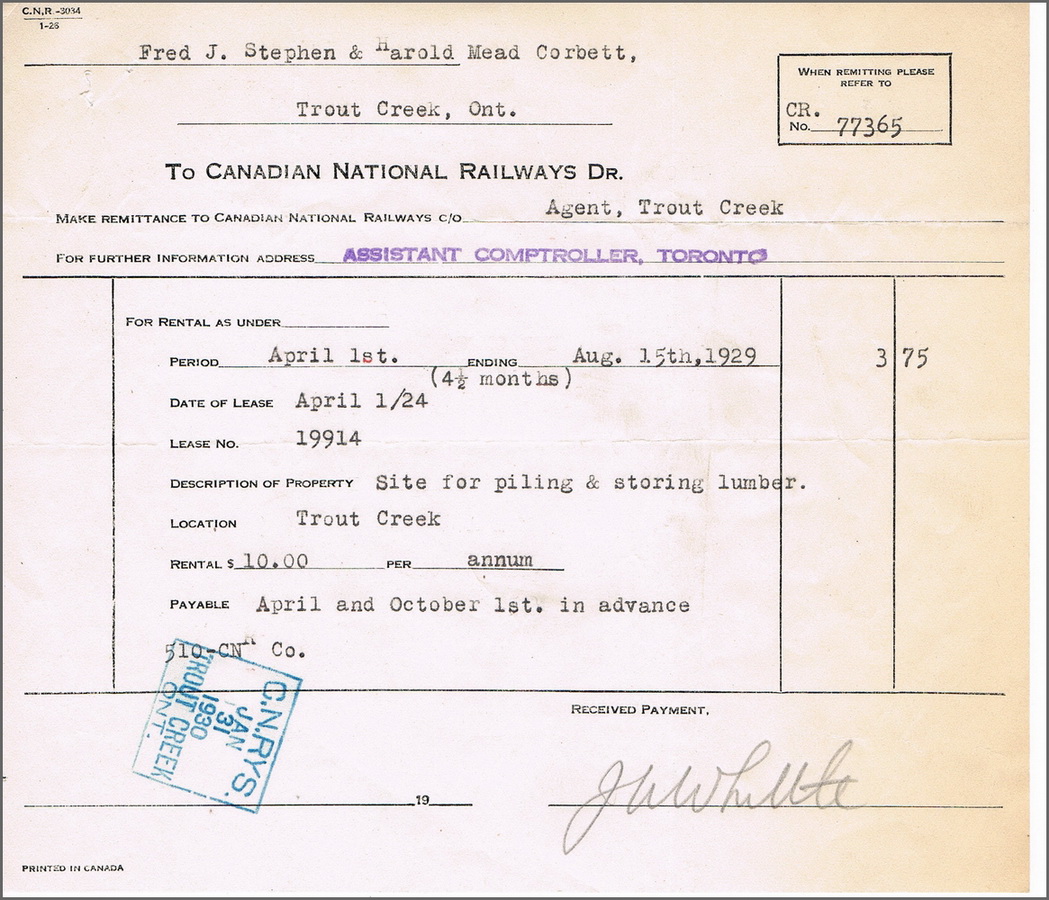 C.N.R.-3034
1-26
Fred J. Stephen & Harold Mead Corbett,
Trout Creek, Ont.
WHEN REMITTING PLEASE
REFER TO
CR.
No. 77365
To CANADIAN NATIONAL RAILWAYS DR.
MAKE REMITTANCE TO CANADIAN NATIONAL RAILWAYS C/O Agent, Trout Creek
FOR FURTHER INFORMATION ADDRESS ASSISTANT COMPTROLLER, TORONTO
FOR RENTAL AS UNDER
PERIOD April 1st. ENDING Aug. 15th,1929 3 75
(4½ months)
DATE OF LEASE April 1/24
LEASE No. 19914
DESCRIPTION OF PROPERTY Site for piling & storing lumber.
LOCATION Trout Creek
RENTAL $ 10.00 PER annum
PAYABLE April and October 1st. in advance
510-CNR Co.
C.N.RYS.
JAN
31
1930
TROUT CREEK
ONT.
RECEIVED PAYMENT,
19
PRINTED IN CANADA